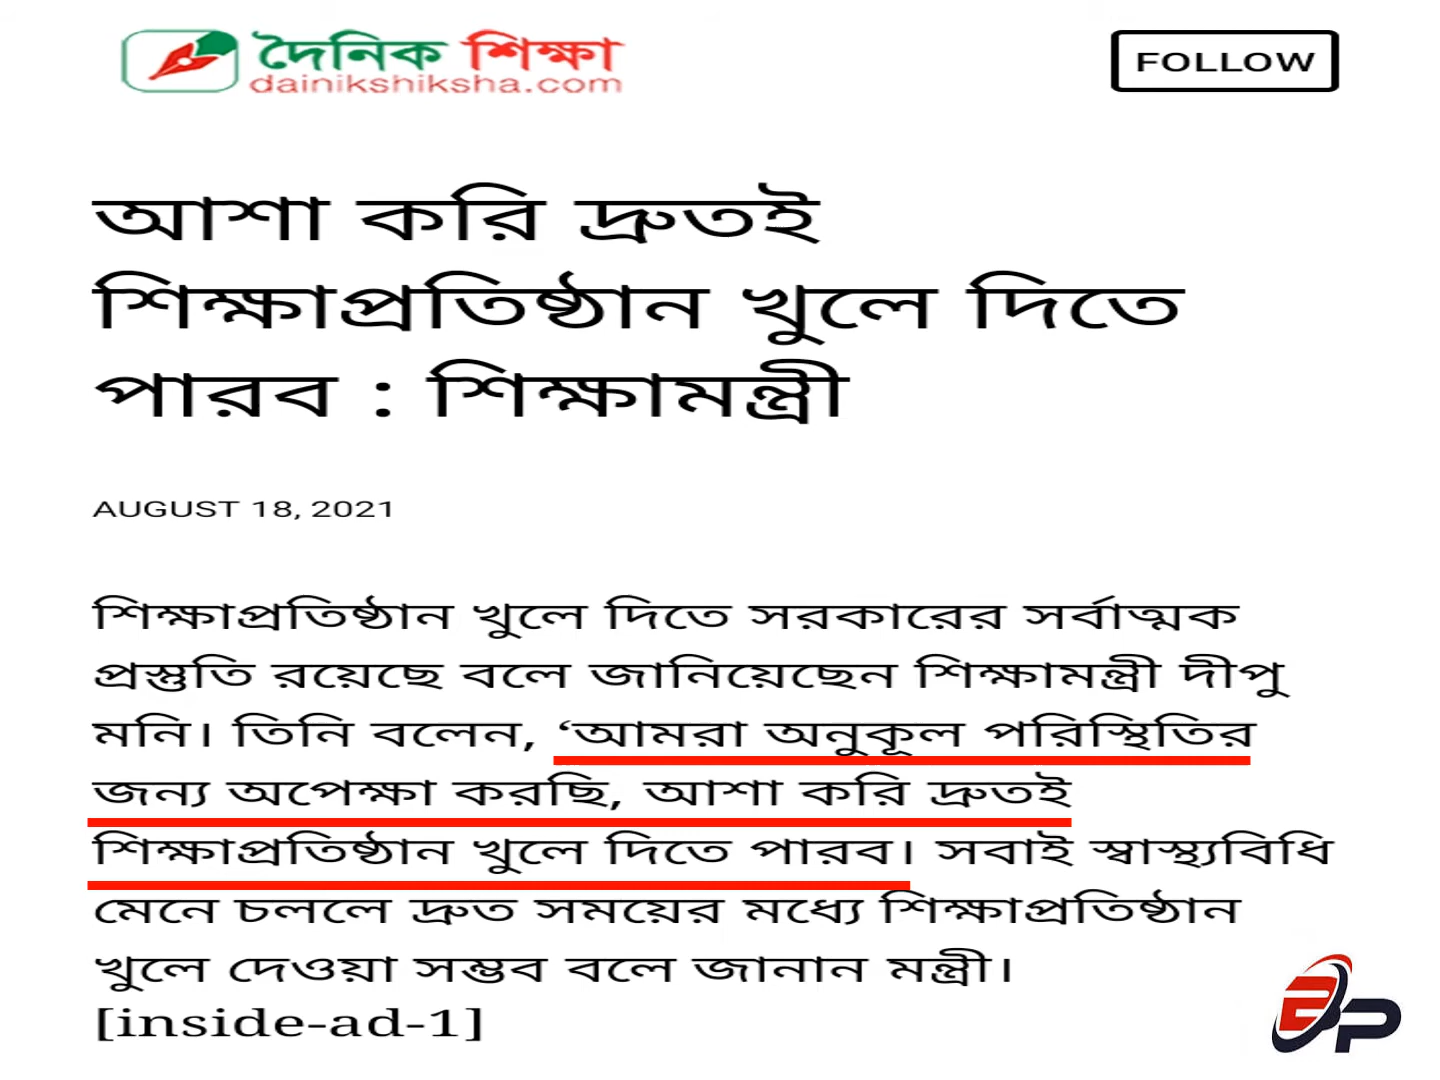 দৈনিক শিক্ষা
dainikshiksha.com
FOLLOW
আশা করি দ্রুতই
শিক্ষাপ্রতিষ্ঠান খুলে দিতে
পারব : শিক্ষামন্ত্রী
AUGUST 18, 2021
শিক্ষাপ্রতিষ্ঠান খুলে দিতে সরকারের সর্বাত্মক
প্রস্তুতি রয়েছে বলে জানিয়েছেন শিক্ষামন্ত্রী দীপু
মনি। তিনি বলেন, ‘আমরা অনুকূল পরিস্থিতির
জন্য অপেক্ষা করছি, আশা করি দ্রুতই
শিক্ষাপ্রতিষ্ঠান খুলে দিতে পারব। সবাই স্বাস্থ্যবিধি
মেনে চললে দ্রুত সময়ের মধ্যে শিক্ষাপ্রতিষ্ঠান
খুলে দেওয়া সম্ভব বলে জানান মন্ত্রী।
[inside-ad-1]
BP